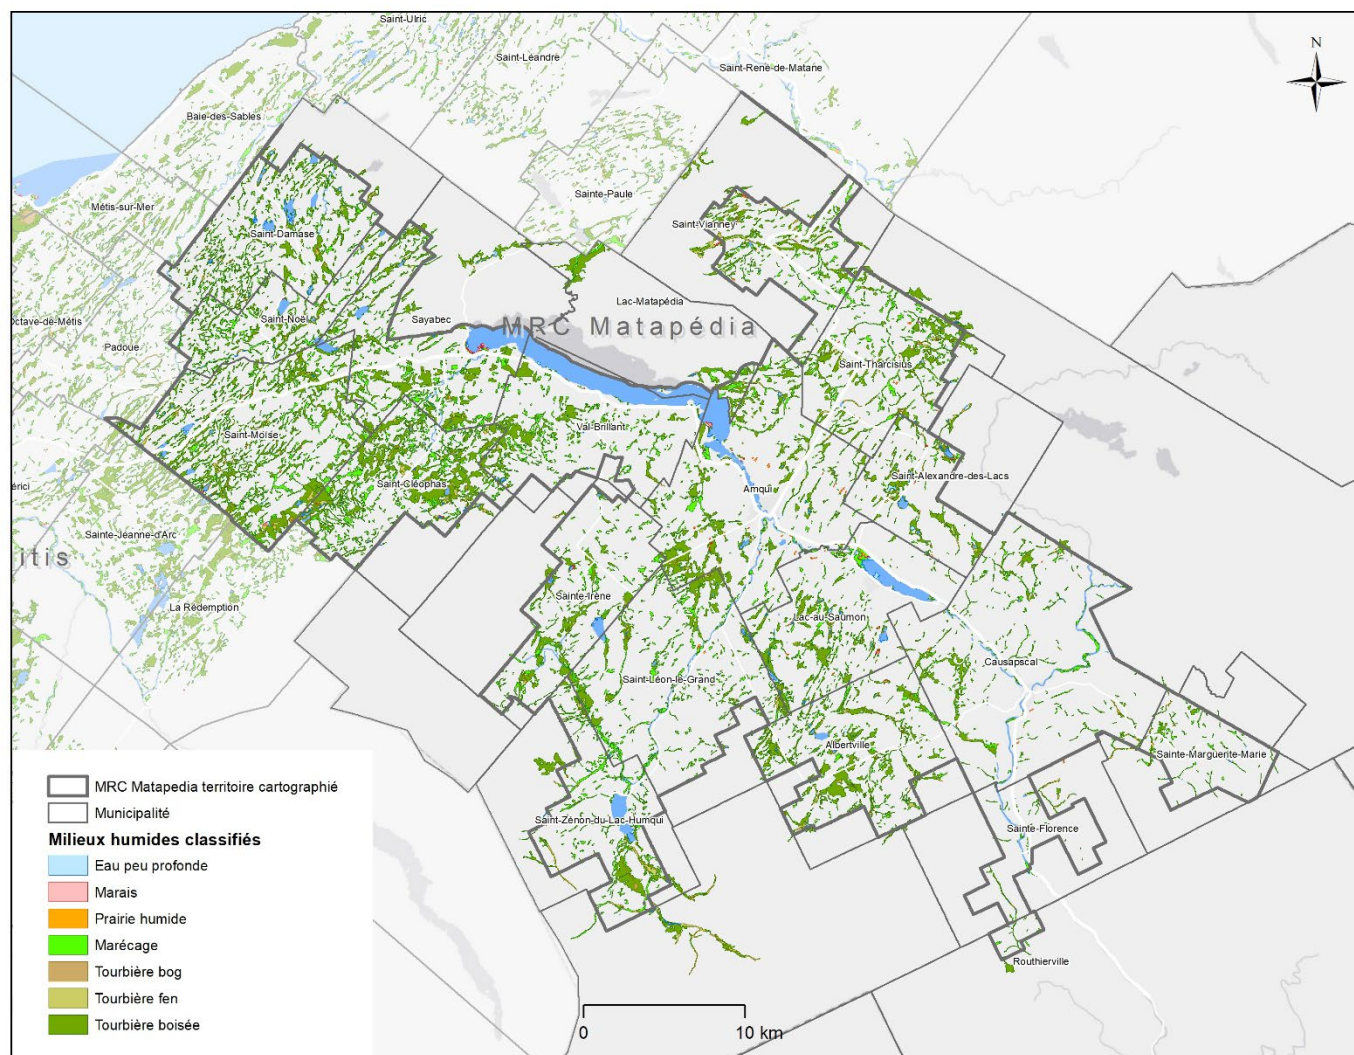 Saint-Ulric
N
Saint-Léandre
Saint-René-de-Matane
Baie-des-Sables
Sainte-Paule
Métis-sur-Mer
Saint-Vianney
Saint-Damase
Lac-Matapédia
Saint-Noël
Sayabec
MRC Matapédia
Octave-de-Métis
Padoue
Saint-Tharcisius
Saint-Moïse
Val-Brillant
Saint-Cléophas
Saint-Alexandre-des-Lacs
érici
Amqui
Sainte-Jeanne-d'Arc
itis
La Rédemption
Sainte-Irène
Lac-au-Saumon
Causapscal
Saint-Léon-le-Grand
Albertville
Sainte-Marguerite-Marie
Saint-Zénon-du-Lac-Humqui
Sainte-Florence
Routhierville
MRC Matapedia territoire cartographié
Municipalité
Milieux humides classifiés
Eau peu profonde
Marais
Prairie humide
Marécage
Tourbière bog
Tourbière fen
Tourbière boisée
0 10 km